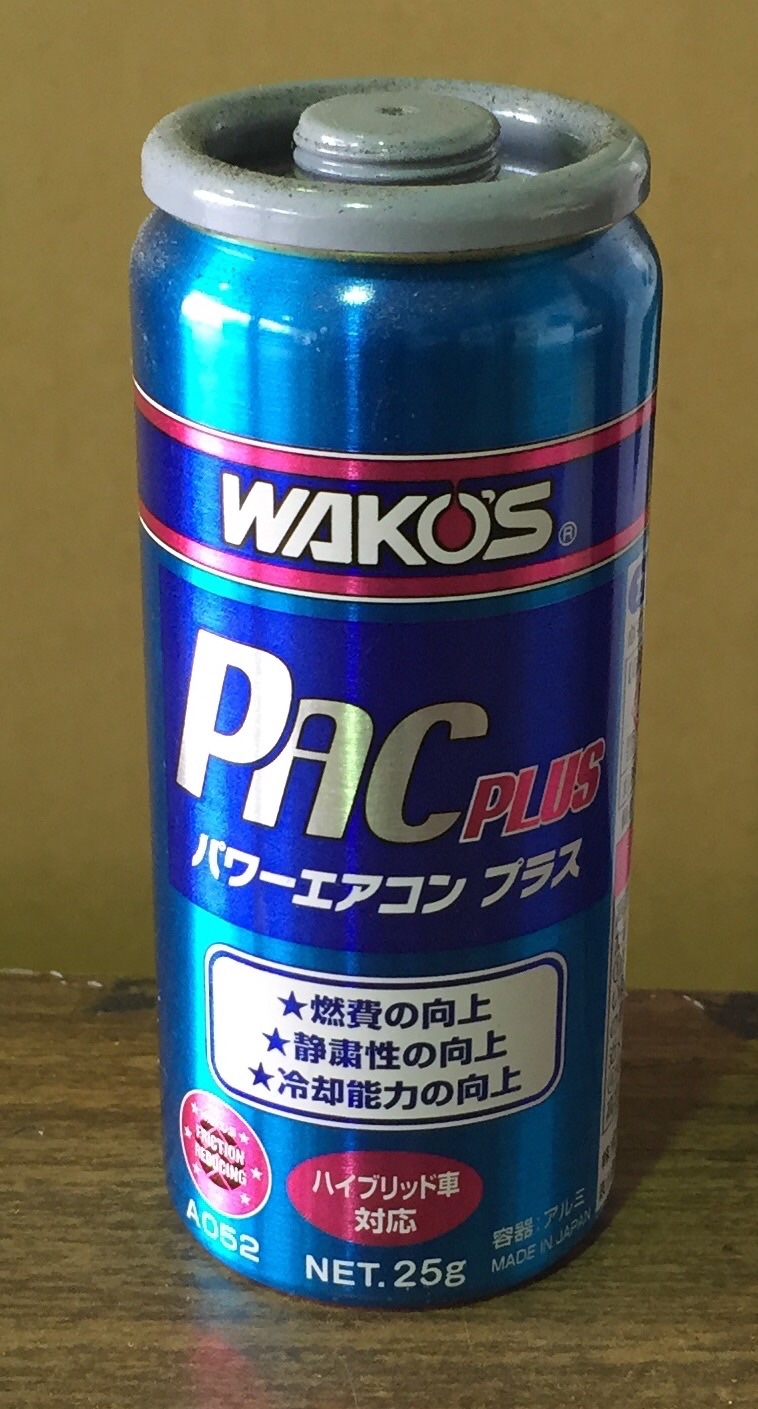 WAKO'S®
PAC PLUS
パワーエアコン プラス
★燃費の向上
★静粛性の向上
★冷却能力の向上
FRICTION
REDUCING
A052
ハイブリッド車
対応
NET. 25g
容器:アルミ
MADE IN JAPAN